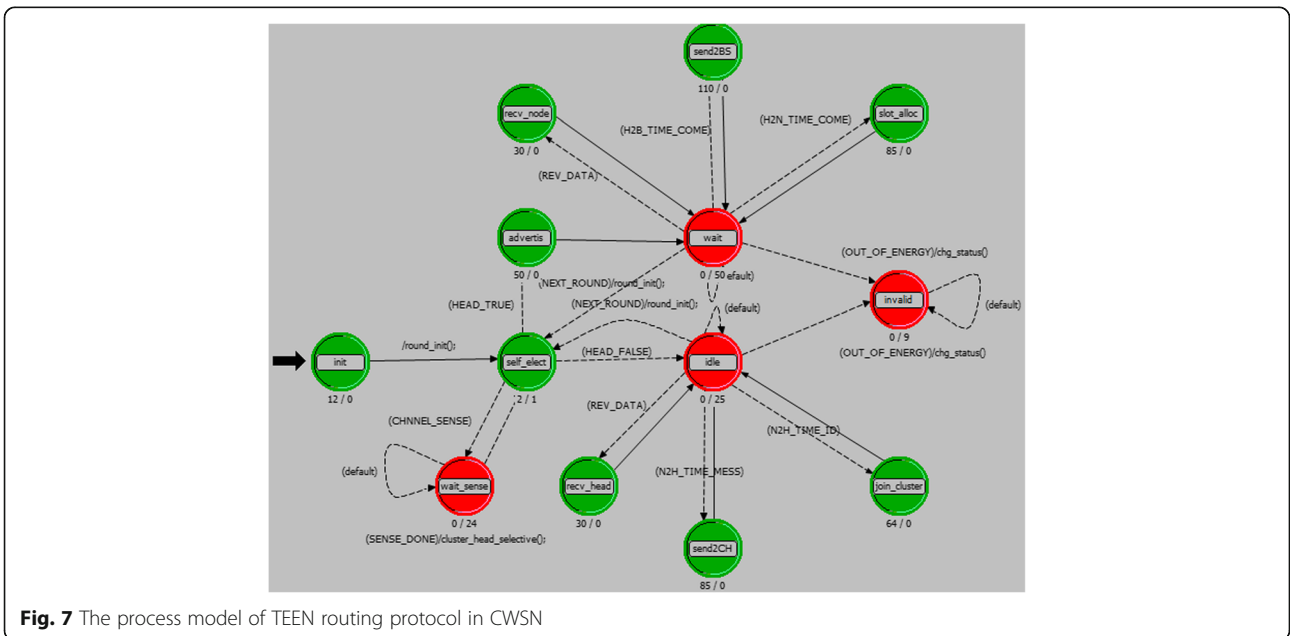 send2BS
110 / 0
recv_node
30 / 0
(H2B_TIME_COME)
(H2N_TIME_COME)
slot_alloc
85 / 0
(REV_DATA)
advertis
50 / 0
wait
0 / 50
efault)
(OUT_OF_ENERGY)/chg_status()
(NEXT_ROUND)/round_init();
(HEAD_TRUE)
(NEXT_ROUND)/round_init();
(default)
invalid
(default)
0 / 9
/round_init();
(HEAD_FALSE)
(OUT_OF_ENERGY)/chg_status()
init
12 / 0
self_elect
2 / 1
idle
0 / 25
(CHNNEL_SENSE)
(REV_DATA)
(N2H_TIME_ID)
(default)
wait_sense
0 / 24
(N2H_TIME_MESS)
recv_head
30 / 0
join_cluster
64 / 0
(SENSE_DONE)/cluster_head_selective();
send2CH
85 / 0
Fig. 7 The process model of TEEN routing protocol in CWSN